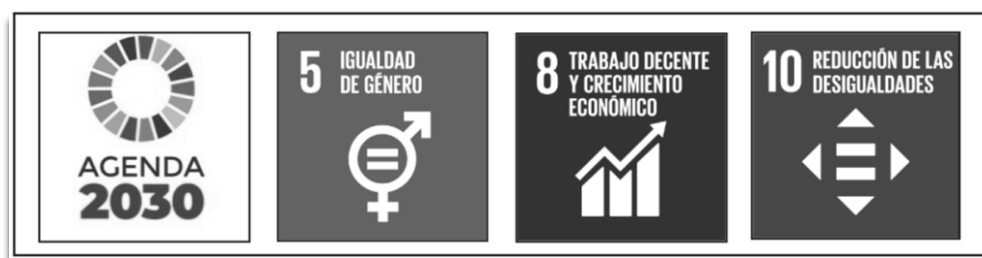 AGENDA
2030
5 IGUALDAD
DE GÉNERO
8 TRABAJO DECENTE
Y CRECIMIENTO
ECONÓMICO
10 REDUCCIÓN DE LAS
DESIGUALDADES